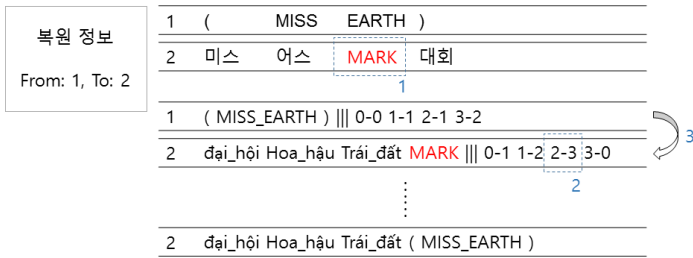 복원 정보
From: 1, To: 2
1 ( MISS EARTH )
2 미스 어스 MARK 대회
1
1 ( MISS_EARTH ) ||| 0-0 1-1 2-1 3-2
3
2 đại_hội Hoa_hậu Trái_đất MARK ||| 0-1 1-2 2-3 3-0
2
2 đại_hội Hoa_hậu Trái_đất ( MISS_EARTH )